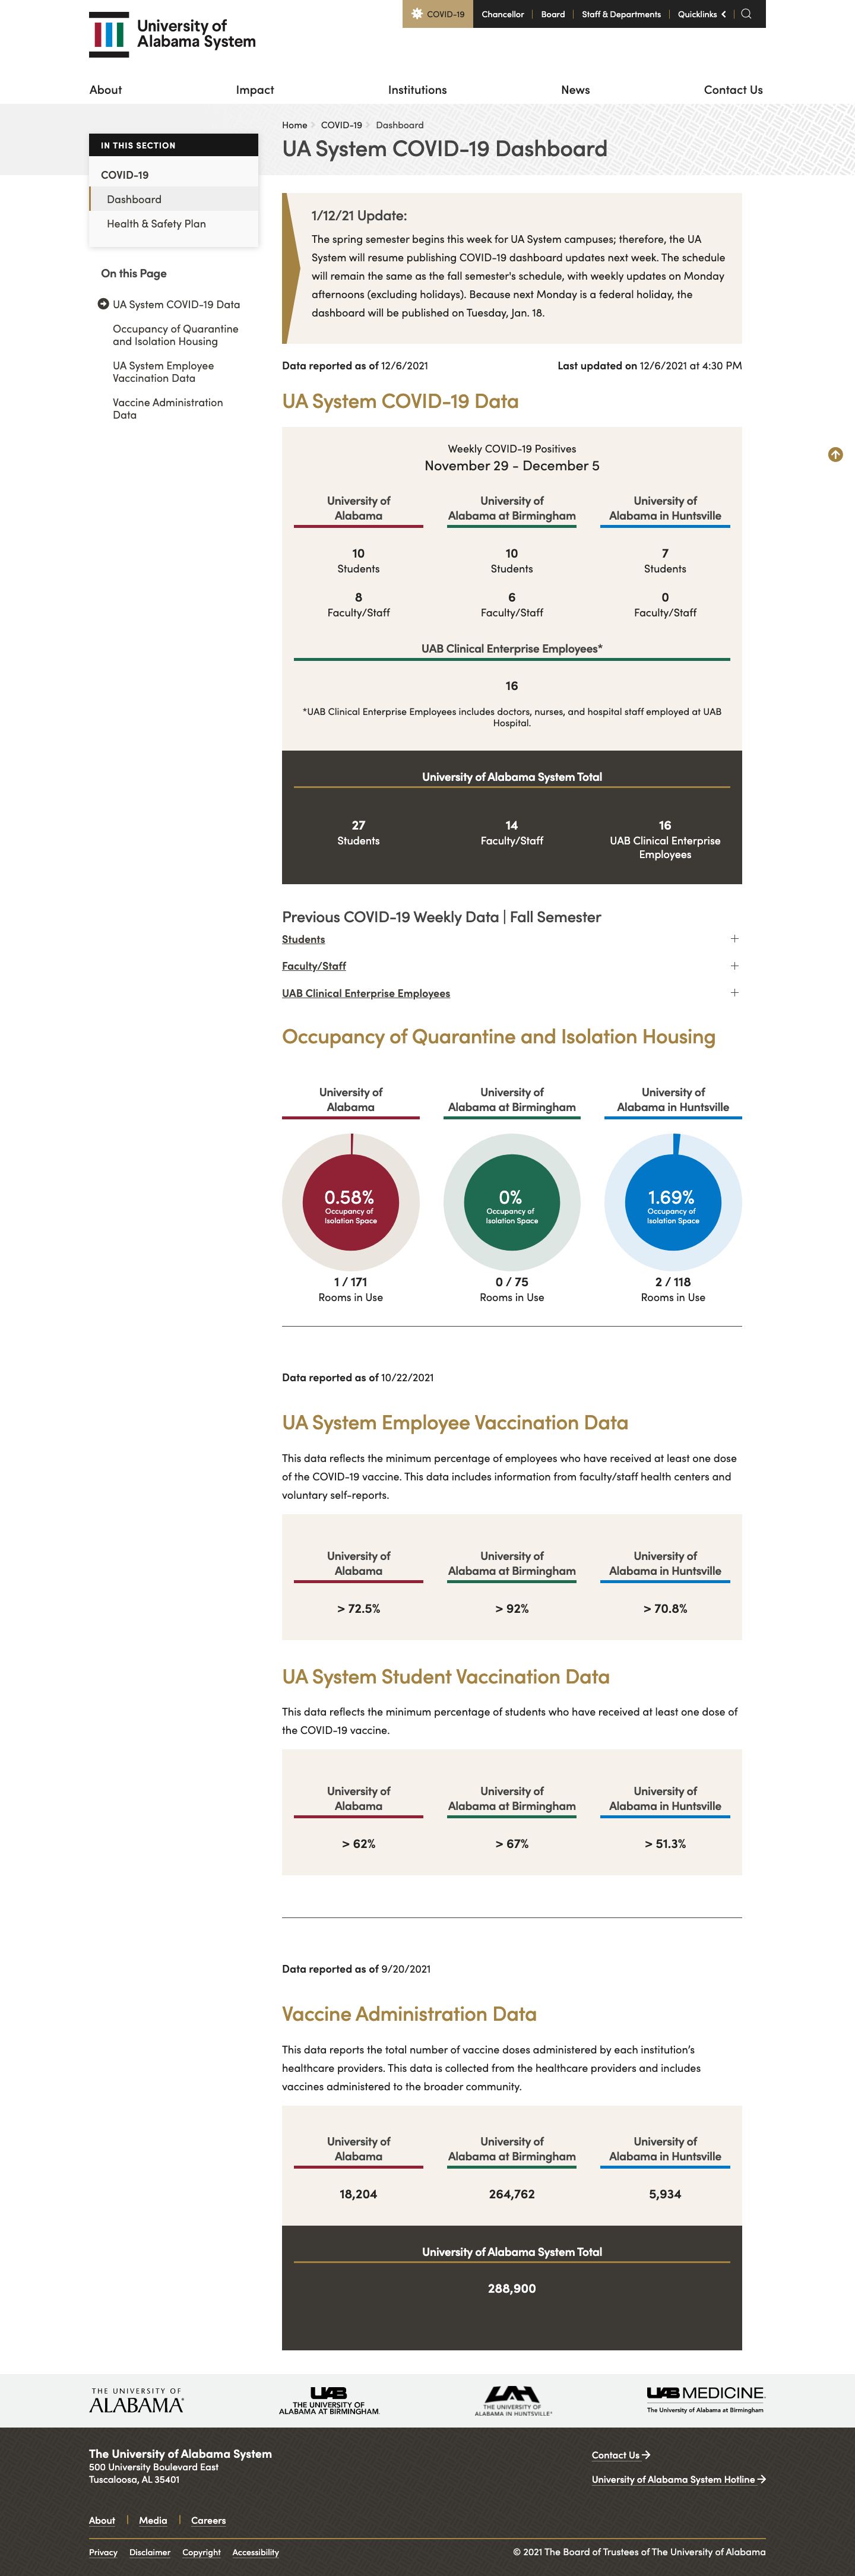 University of
Alabama System
COVID-19
Chancellor
Board
Staff & Departments
Quicklinks
About
Impact
Institutions
News
Contact Us
IN THIS SECTION
COVID-19
Dashboard
Health & Safety Plan
On this Page
UA System COVID-19 Data
Occupancy of Quarantine
and Isolation Housing
UA System Employee
Vaccination Data
Vaccine Administration
Data
Home
COVID-19
Dashboard
UA System COVID-19 Dashboard
1/12/21 Update:
The spring semester begins this week for UA System campuses; therefore, the UA
System will resume publishing COVID-19 dashboard updates next week. The schedule
will remain the same as the fall semester's schedule, with weekly updates on Monday
afternoons (excluding holidays). Because next Monday is a federal holiday, the
dashboard will be published on Tuesday, Jan. 18.
Data reported as of 12/6/2021
Last updated on 12/6/2021 at 4:30 PM
UA System COVID-19 Data
Weekly COVID-19 Positives
November 29 - December 5
University of
Alabama
University of
Alabama at Birmingham
University of
Alabama in Huntsville
10
Students
10
Students
7
Students
8
Faculty/Staff
6
Faculty/Staff
0
Faculty/Staff
UAB Clinical Enterprise Employees*
16
*UAB Clinical Enterprise Employees includes doctors, nurses, and hospital staff employed at UAB
Hospital.
University of Alabama System Total
27
Students
14
Faculty/Staff
16
UAB Clinical Enterprise
Employees
Previous COVID-19 Weekly Data | Fall Semester
Students
Faculty/Staff
UAB Clinical Enterprise Employees
Occupancy of Quarantine and Isolation Housing
University of
Alabama
University of
Alabama at Birmingham
University of
Alabama in Huntsville
0.58%
Occupancy of
Isolation Space
0%
Occupancy of
Isolation Space
1.69%
Occupancy of
Isolation Space
1 / 171
Rooms in Use
0 / 75
Rooms in Use
2 / 118
Rooms in Use
Data reported as of 10/22/2021
UA System Employee Vaccination Data
This data reflects the minimum percentage of employees who have received at least one dose
of the COVID-19 vaccine. This data includes information from faculty/staff health centers and
voluntary self-reports.
University of
Alabama
University of
Alabama at Birmingham
University of
Alabama in Huntsville
> 72.5%
> 92%
> 70.8%
UA System Student Vaccination Data
This data reflects the minimum percentage of students who have received at least one dose of
the COVID-19 vaccine.
University of
Alabama
University of
Alabama at Birmingham
University of
Alabama in Huntsville
> 62%
> 67%
> 51.3%
Data reported as of 9/20/2021
Vaccine Administration Data
This data reports the total number of vaccine doses administered by each institution's
healthcare providers. This data is collected from the healthcare providers and includes
vaccines administered to the broader community.
University of
Alabama
University of
Alabama at Birmingham
University of
Alabama in Huntsville
18,204
264,762
5,934
University of Alabama System Total
288,900
THE UNIVERSITY OF
ALABAMA®
UAB
THE UNIVERSITY OF
ALABAMA AT BIRMINGHAM.
UAH
THE UNIVERSITY OF
ALABAMA IN HUNTSVILLE®
UAB MEDICINE.
The University of Alabama at Birmingham
The University of Alabama System
500 University Boulevard East
Tuscaloosa, AL 35401
Contact Us
University of Alabama System Hotline
About
Media
Careers
Privacy
Disclaimer
Copyright
Accessibility
© 2021 The Board of Trustees of The University of Alabama